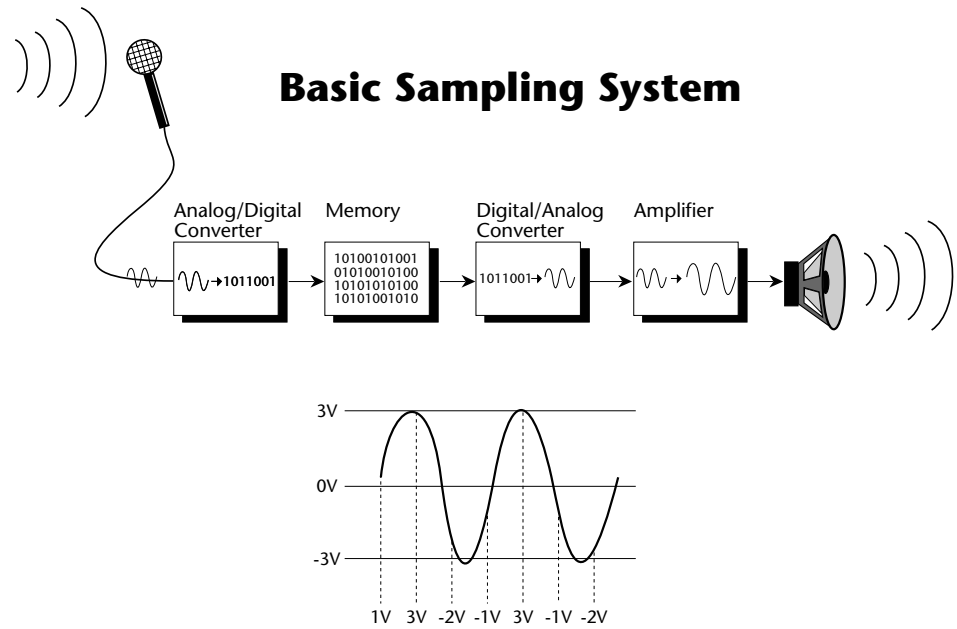 Basic Sampling System
Analog/Digital
Converter
Memory
Digital/Analog
Converter
Amplifier
1011001
10100101001
01010010100
10101010100
10101001010
1011001
3V
0V
-3V
1V 3V -2V -1V 3V -1V -2V